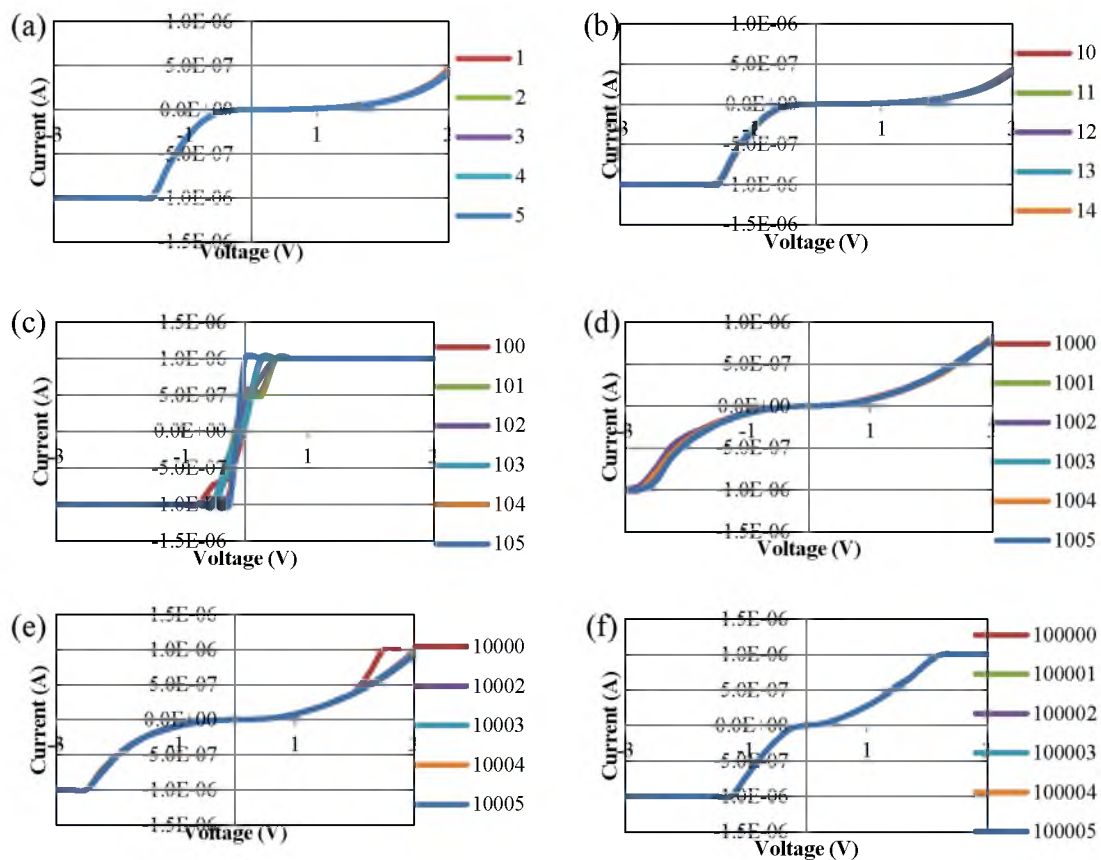 (a)
1.0E-06
5.0E-07
0.0E+00
-5.0E-07
-1.0E-06
-1.5E-06
-3
-1
1
3
Current (A)
Voltage (V)
1
2
3
4
5
(b)
1.0E-06
5.0E-07
0.0E+00
-5.0E-07
-1.0E-06
-1.5E-06
-3
-1
1
3
Current (A)
Voltage (V)
10
11
12
13
14
(c)
1.5E-06
1.0E-06
5.0E-07
0.0E+00
-5.0E-07
-1.0E-06
-1.5E-06
-3
-1
1
3
Current (A)
Voltage (V)
100
101
102
103
104
105
(d)
1.0E-06
5.0E-07
0.0E+00
-5.0E-07
-1.0E-06
-1.5E-06
-3
-1
1
3
Current (A)
Voltage (V)
1000
1001
1002
1003
1004
1005
(e)
1.5E-06
1.0E-06
5.0E-07
0.0E+00
-5.0E-07
-1.0E-06
-1.5E-06
-3
-1
1
3
Current (A)
Voltage (V)
10000
10002
10003
10004
10005
(f)
1.5E-06
1.0E-06
5.0E-07
0.0E+00
-5.0E-07
-1.0E-06
-1.5E-06
-3
-1
1
3
Current (A)
Voltage (V)
100000
100001
100002
100003
100004
100005